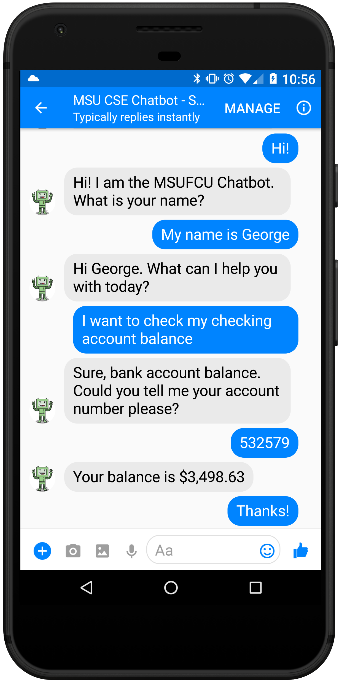 10:56
MSU CSE Chatbot - S...
Typically replies instantly
MANAGE
Hi!
Hi! I am the MSUFCU Chatbot.
What is your name?
My name is George
Hi George. What can I help you
with today?
I want to check my checking
account balance
Sure, bank account balance.
Could you tell me your account
number please?
532579
Your balance is $3,498.63
Thanks!
Aa